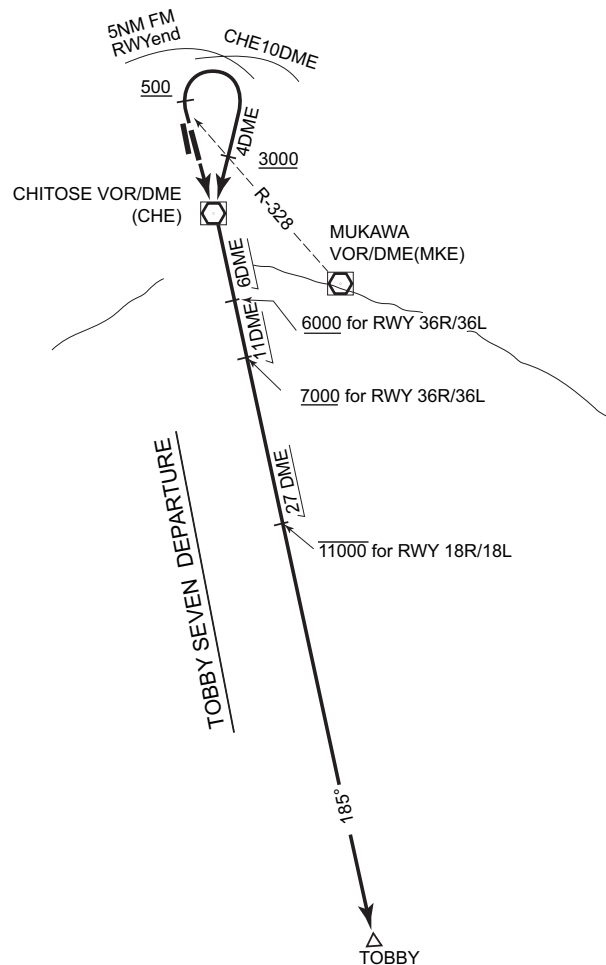 5NM FM
RWYend
CHE10DME
500
4DME
3000
CHITOSE VOR/DME
(CHE)
R-328
MUKAWA
VOR/DME(MKE)
6DME
6000 for RWY 36R/36L
11DME
7000 for RWY 36R/36L
27 DME
11000 for RWY 18R/18L
TOBBY SEVEN DEPARTURE
185°
TOBBY